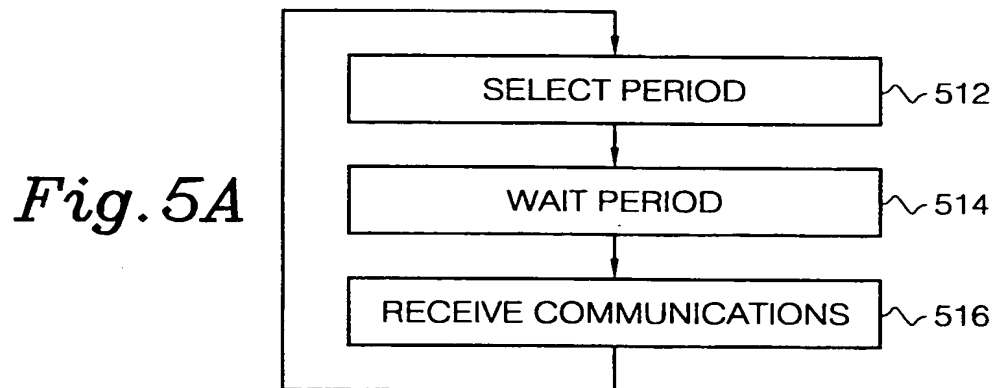 SELECT PERIOD 512
Fig. 5A
WAIT PERIOD 514
RECEIVE COMMUNICATIONS 516